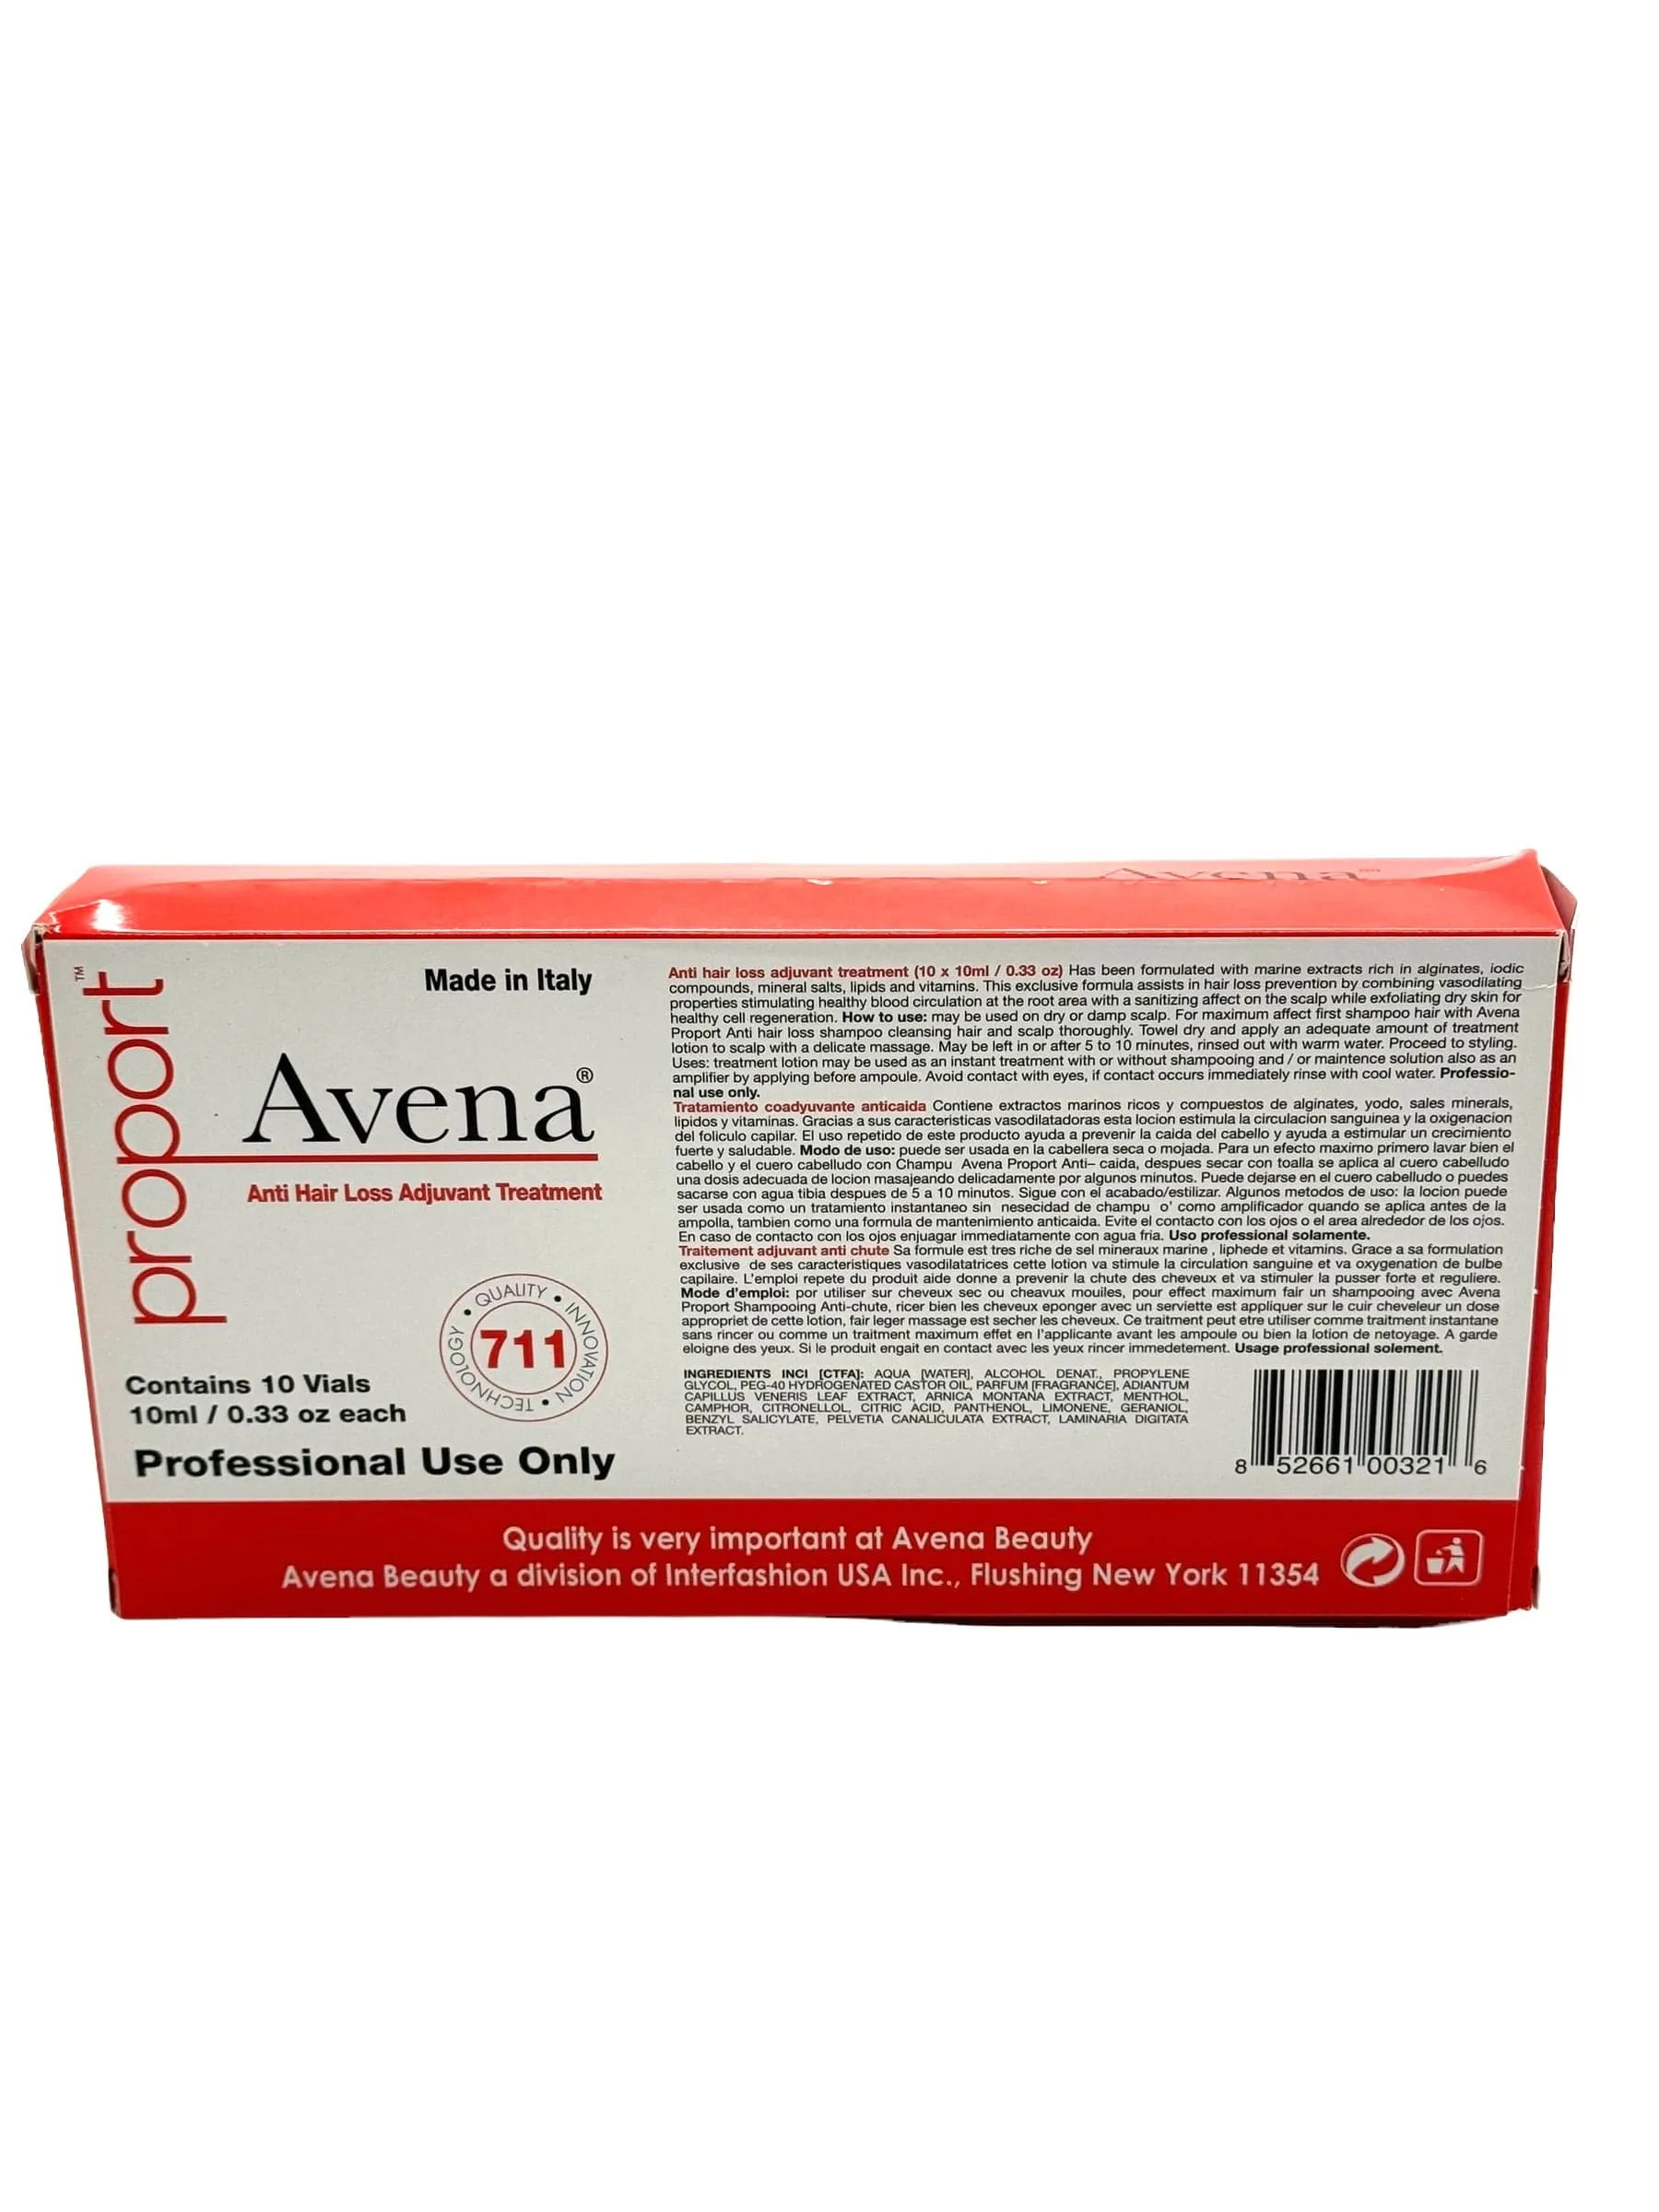 Avena™
proport™
Made in Italy
Avena®
Anti Hair Loss Adjuvant Treatment
QUALITY • INNOVATION • TECHNOLOGY •
711
Contains 10 Vials
10ml / 0.33 oz each
Professional Use Only
Anti hair loss adjuvant treatment (10 x 10ml / 0.33 oz) Has been formulated with marine extracts rich in alginates, iodic
compounds, mineral salts, lipids and vitamins. This exclusive formula assists in hair loss prevention by combining vasodilating
properties stimulating healthy blood circulation at the root area with a sanitizing affect on the scalp while exfoliating dry skin for
healthy cell regeneration. How to use: may be used on dry or damp scalp. For maximum affect first shampoo hair with Avena
Proport Anti hair loss shampoo cleansing hair and scalp thoroughly. Towel dry and apply an adequate amount of treatment
lotion to scalp with a delicate massage. May be left in or after 5 to 10 minutes, rinsed out with warm water. Proceed to styling.
Uses: treatment lotion may be used as an instant treatment with or without shampooing and / or maintence solution also as an
amplifier by applying before ampoule. Avoid contact with eyes, if contact occurs immediately rinse with cool water. Professio-
nal use only.
Tratamiento coadyuvante anticaida Contiene extractos marinos ricos y compuestos de alginates, yodo, sales minerals,
lipidos y vitaminas. Gracias a sus caracteristicas vasodilatadoras esta locion estimula la circulacion sanguinea y la oxigenacion
del foliculo capilar. El uso repetido de este producto ayuda a prevenir la caida del cabello y ayuda a estimular un crecimiento
fuerte y saludable. Modo de uso: puede ser usada en la cabellera seca o mojada. Para un efecto maximo primero lavar bien el
cabello y el cuero cabelludo con Champu Avena Proport Anti– caida, despues secar con toalla se aplica al cuero cabelludo
una dosis adecuada de locion masajeando delicadamente por algunos minutos. Puede dejarse en el cuero cabelludo o puedes
sacarse con agua tibia despues de 5 a 10 minutos. Sigue con el acabado/estilizar. Algunos metodos de uso: la locion puede
ser usada como un tratamiento instantaneo sin nesecidad de champu o' como amplificador quando se aplica antes de la
ampolla, tambien como una formula de mantenimiento anticaida. Evite el contacto con los ojos o el area alrededor de los ojos.
En caso de contacto con los ojos enjuagar immediatamente con agua fria. Uso professional solamente.
Traitement adjuvant anti chute Sa formule est tres riche de sel mineraux marine , liphede et vitamins. Grace a sa formulation
exclusive de ses caracteristiques vasodilatatrices cette lotion va stimule la circulation sanguine et va oxygenation de bulbe
capilaire. L'emploi repete du produit aide donne a prevenir la chute des cheveux et va stimuler la pusser forte et reguliere.
Mode d'emploi: por utiliser sur cheveux sec ou cheavux mouiles, pour effect maximum fair un shampooing avec Avena
Proport Shampooing Anti-chute, ricer bien les cheveux eponger avec un serviette est appliquer sur le cuir cheveleur un dose
appropriet de cette lotion, fair leger massage est secher les cheveux. Ce traitment peut etre utiliser comme traitment instantane
sans rincer ou comme un traitment maximum effet en l'applicante avant les ampoule ou bien la lotion de netoyage. A garde
eloigne des yeux. Si le produit engait en contact avec les yeux rincer immedetement. Usage professional solement.
INGREDIENTS INCI [CTFA]: AQUA [WATER], ALCOHOL DENAT., PROPYLENE
GLYCOL, PEG-40 HYDROGENATED CASTOR OIL, PARFUM [FRAGRANCE], ADIANTUM
CAPILLUS VENERIS LEAF EXTRACT, ARNICA MONTANA EXTRACT, MENTHOL,
CAMPHOR, CITRONELLOL, CITRIC ACID, PANTHENOL, LIMONENE, GERANIOL,
BENZYL SALICYLATE, PELVETIA CANALICULATA EXTRACT, LAMINARIA DIGITATA
EXTRACT.
8 52661 00321 6
Quality is very important at Avena Beauty
Avena Beauty a division of Interfashion USA Inc., Flushing New York 11354